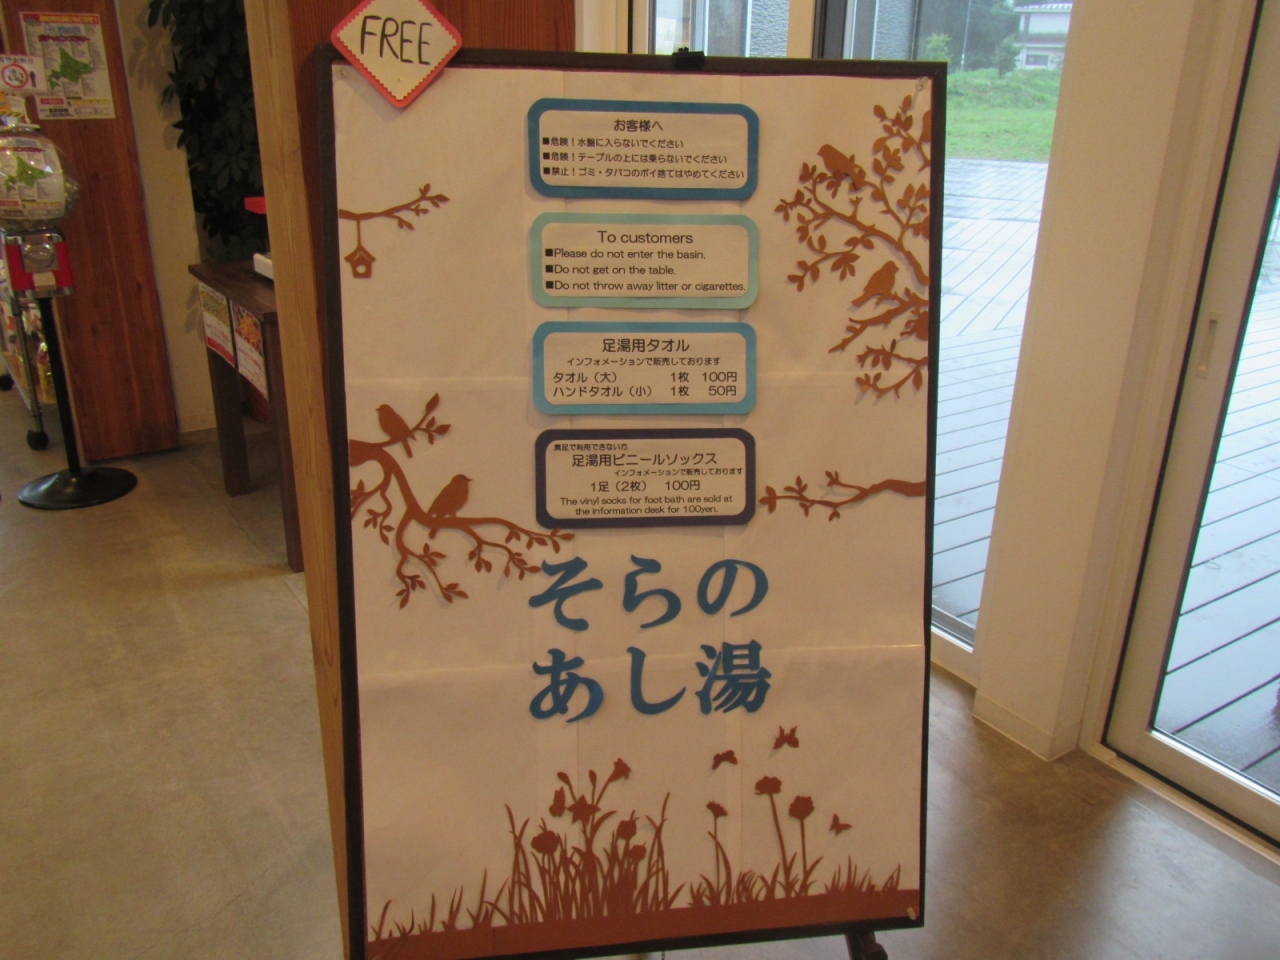 FREE
お客様へ
■危険！水盤に入らないでください
■危険！テーブルの上には乗らないでください
■禁止！ゴミ・タバコのポイ捨てはやめてください
To customers
■Please do not enter the basin.
■Do not get on the table.
■Do not throw away litter or cigarettes.
足湯用タオル
インフォメーションで販売しております
タオル（大） 1枚 100円
ハンドタオル（小） 1枚 50円
素足で利用できない方
足湯用ビニールソックス
インフォメーションで販売しております
1足（2枚） 100円
The vinyl socks for foot bath are sold at
the information desk for 100yen.
そらの
あし湯